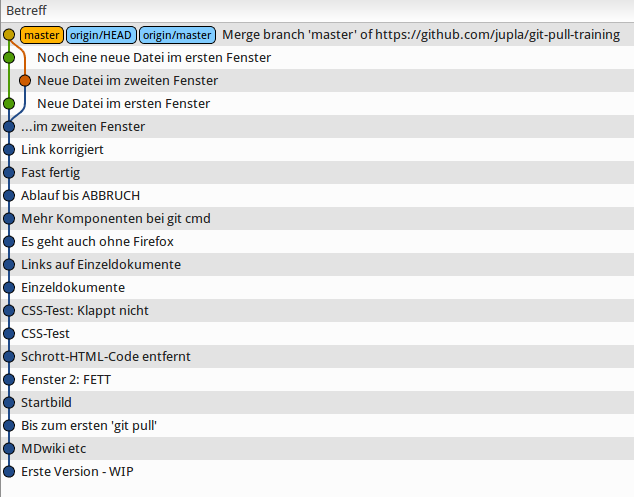 Betreff
master origin/HEAD origin/master Merge branch 'master' of https://github.com/jupla/git-pull-training
Noch eine neue Datei im ersten Fenster
Neue Datei im zweiten Fenster
Neue Datei im ersten Fenster
...im zweiten Fenster
Link korrigiert
Fast fertig
Ablauf bis ABBRUCH
Mehr Komponenten bei git cmd
Es geht auch ohne Firefox
Links auf Einzeldokumente
Einzeldokumente
CSS-Test: Klappt nicht
CSS-Test
Schrott-HTML-Code entfernt
Fenster 2: FETT
Startbild
Bis zum ersten 'git pull'
MDwiki etc
Erste Version - WIP